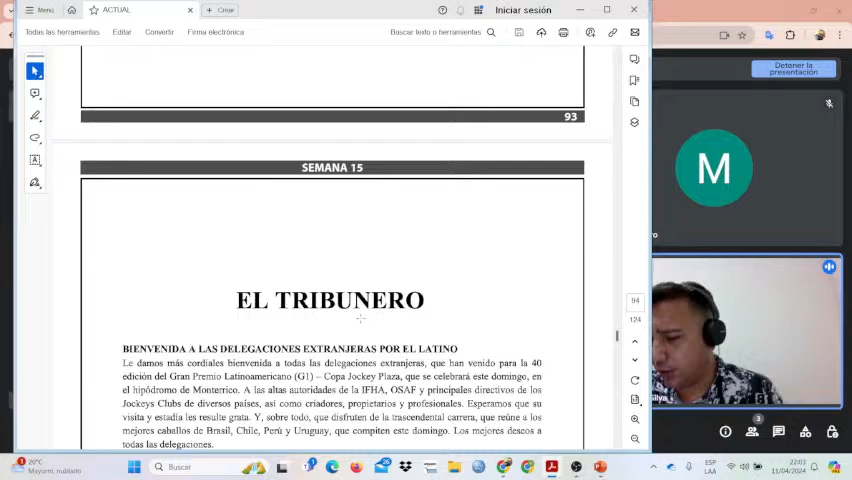 Menu
ACTUAL
Crear
Iniciar sesión
Todas las herramientas
Editar
Convertir
Firma electrónica
Buscar texto o herramientas
Detener la
presentación
93
SEMANA 15
M
EL TRIBUNERO
94
124
BIENVENIDA A LAS DELEGACIONES EXTRANJERAS POR EL LATINO
Le damos más cordiales bienvenida a todas las delegaciones extranjeras, que han venido para la 40
edición del Gran Premio Latinoamericano (G1) – Copa Jockey Plaza, que se celebrará este domingo, en
el hipódromo de Monterrico. A las altas autoridades de la IFHA, OSAF y principales directivos de los
Jockeys Clubs de diversos países, así como criadores, propietarios y profesionales. Esperamos que su
visita y estadía les resulte grata. Y, sobre todo, que disfruten de la trascendental carrera, que reúne a los
mejores caballos de Brasil, Chile, Perú y Uruguay, que compiten este domingo. Los mejores deseos a
todas las delegaciones.
3
20°C
Mayorm. nublado
Buscar
ESP
LAA
22:03
11/04/2024